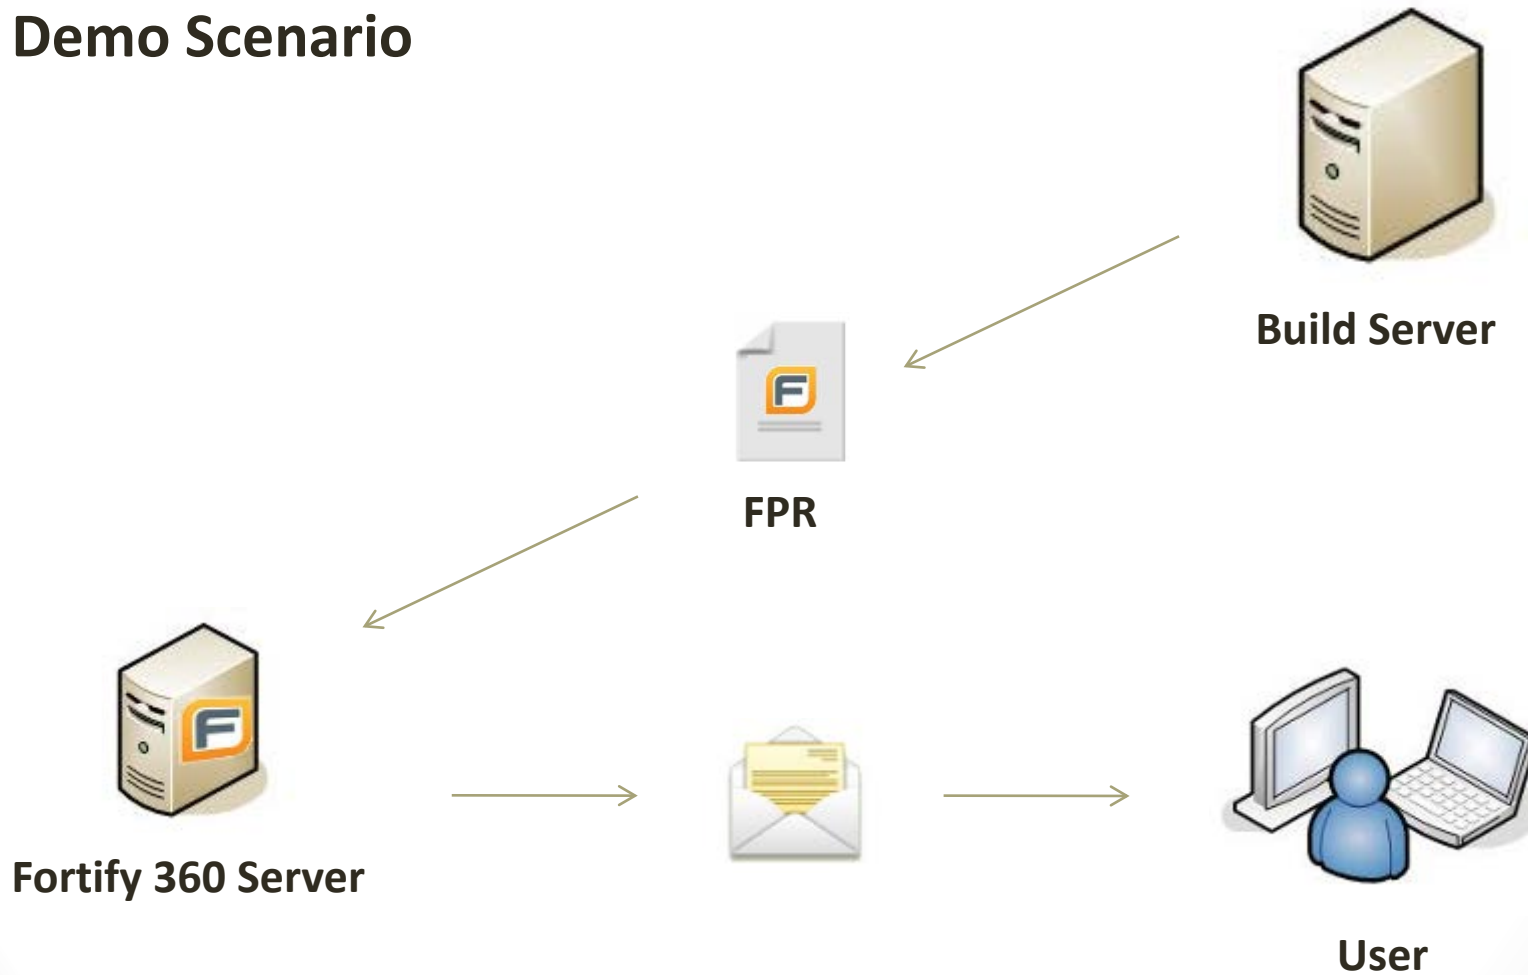 Demo Scenario
Build Server
F
FPR
F
Fortify 360 Server
User